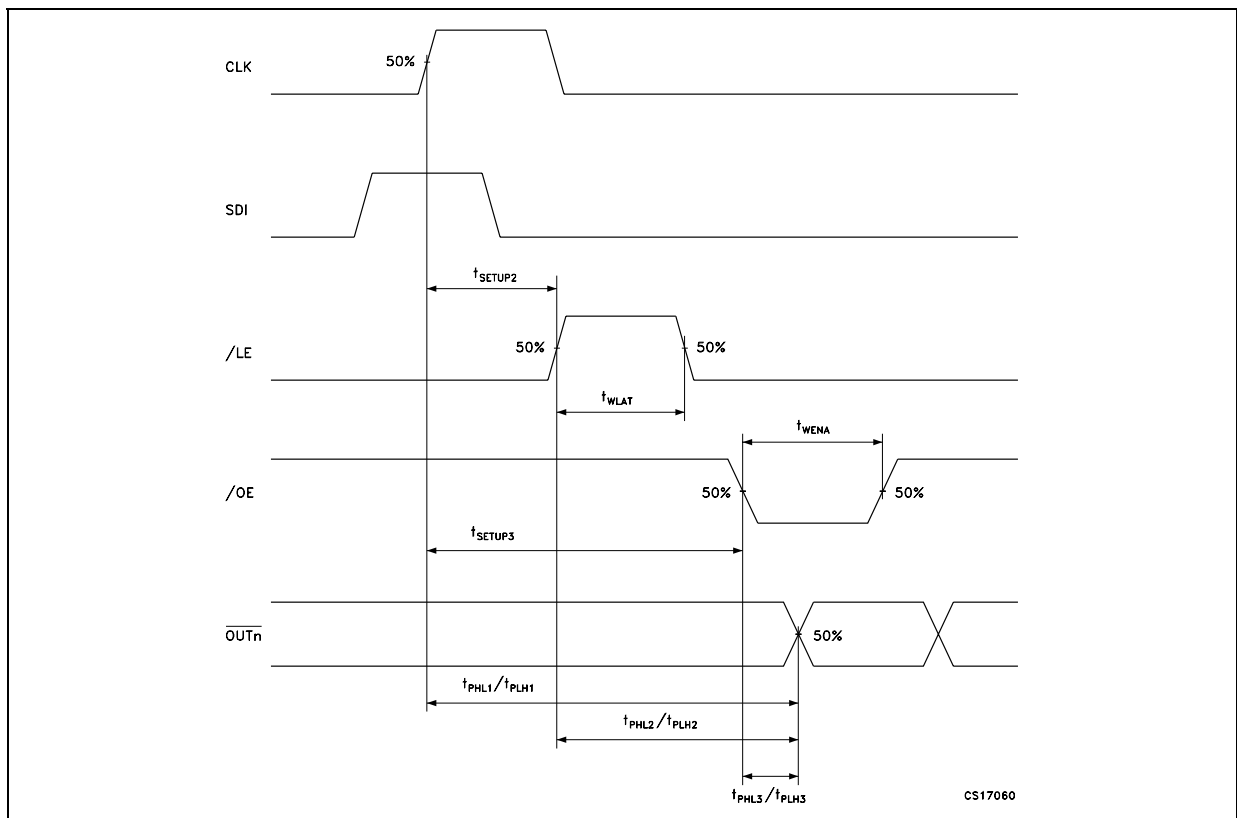 CLK
50%
SDI
tSETUP2
/LE
50%
50%
tWLAT
tWENA
/OE
50%
50%
tSETUP3
OUTn
50%
tPHL1/tPLH1
tPHL2/tPLH2
tPHL3/tPLH3
CS17060